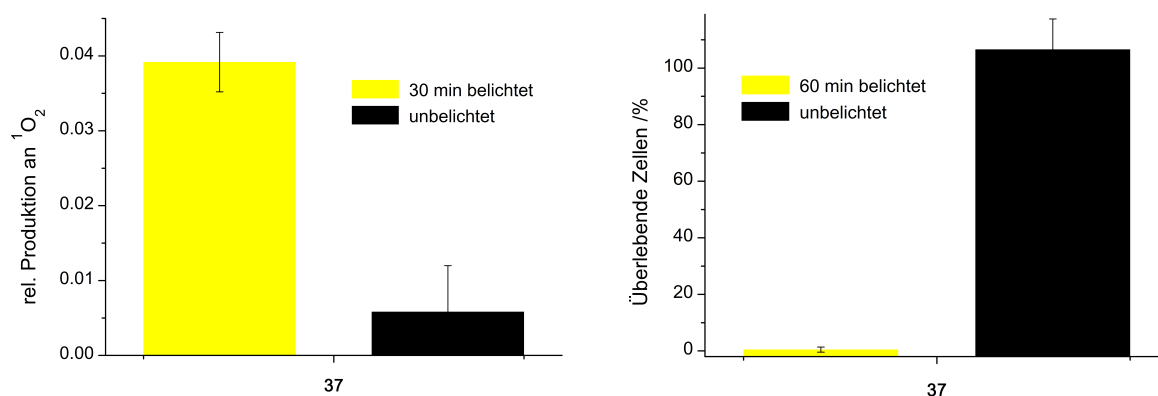 0.04
0.03
0.02
0.01
0.00
rel. Produktion an ¹O₂
30 min belichtet
unbelichtet
37
100
80
60
40
20
0
Überlebende Zellen /%
60 min belichtet
unbelichtet
37